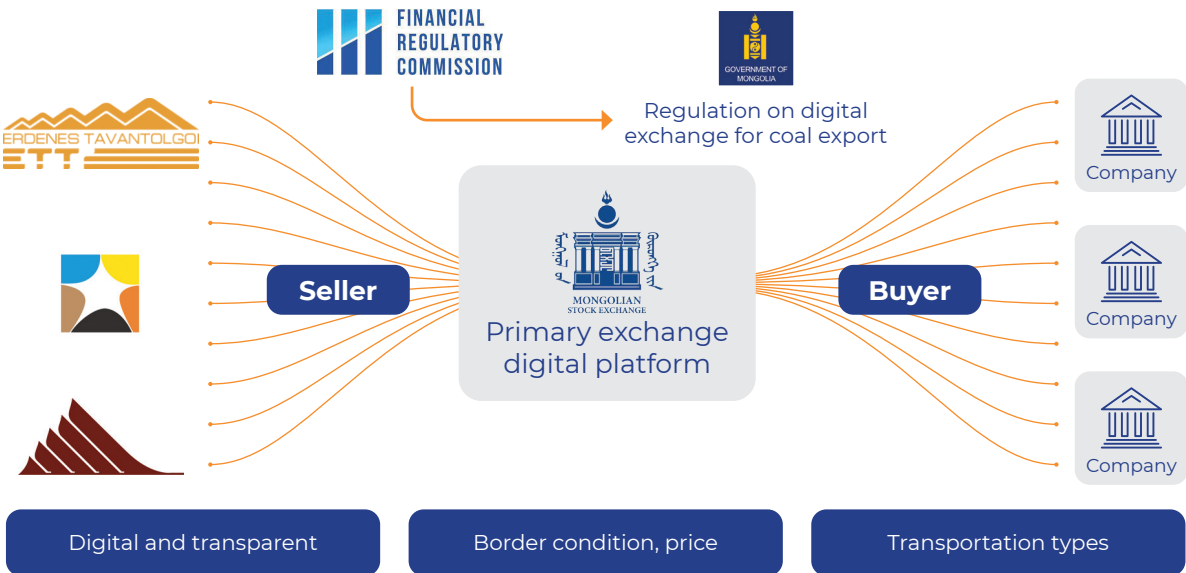 FINANCIAL
REGULATORY
COMMISSION
GOVERNMENT OF
MONGOLIA
Regulation on digital
exchange for coal export
ERDENES TAVANTOLGOI
ETT
Seller
MONGOLIAN
STOCK EXCHANGE
Primary exchange
digital platform
Buyer
Company
Company
Company
Digital and transparent
Border condition, price
Transportation types